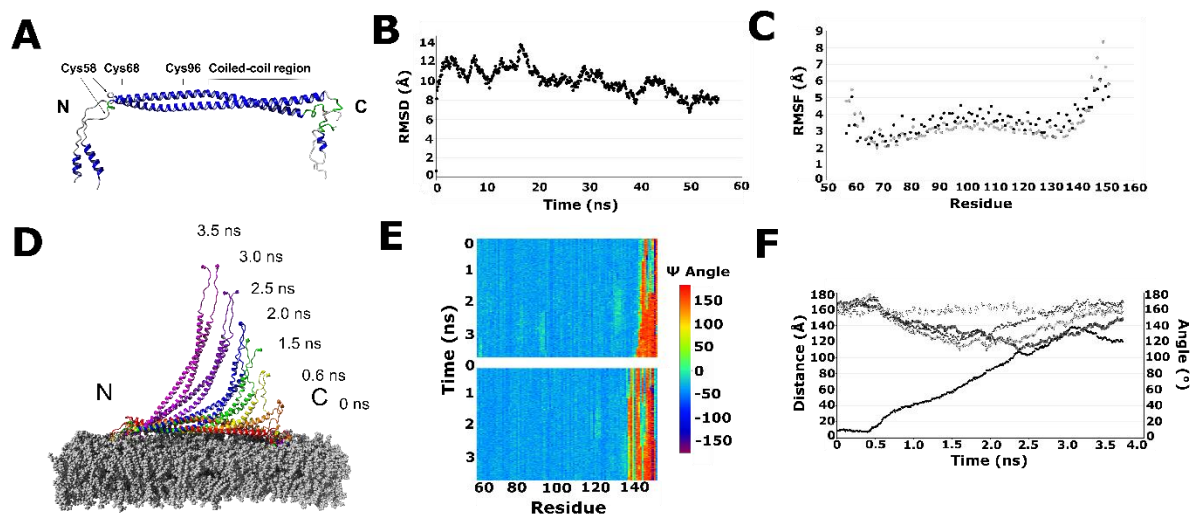 A
Cys58
Cys68
Cys96
Coiled-coil region
N
C
B
RMSD (Å)
14
12
10
8
6
4
2
0
0 10 20 30 40 50 60
Time (ns)
C
RMSF (Å)
9
8
7
6
5
4
3
2
1
0
50 60 70 80 90 100 110 120 130 140 150 160
Residue
D
3.5 ns
3.0 ns
2.5 ns
2.0 ns
1.5 ns
0.6 ns
0 ns
N
C
E
Time (ns)
0
1
2
3
0
1
2
3
60 80 100 120 140
Residue
Ψ Angle
150
100
50
0
-50
-100
-150
F
Distance (Å)
180
160
140
120
100
80
60
40
20
0
180
160
140
120
100
80
60
40
20
0
Angle (°)
0 0.5 1.0 1.5 2.0 2.5 3.0 3.5 4.0
Time (ns)